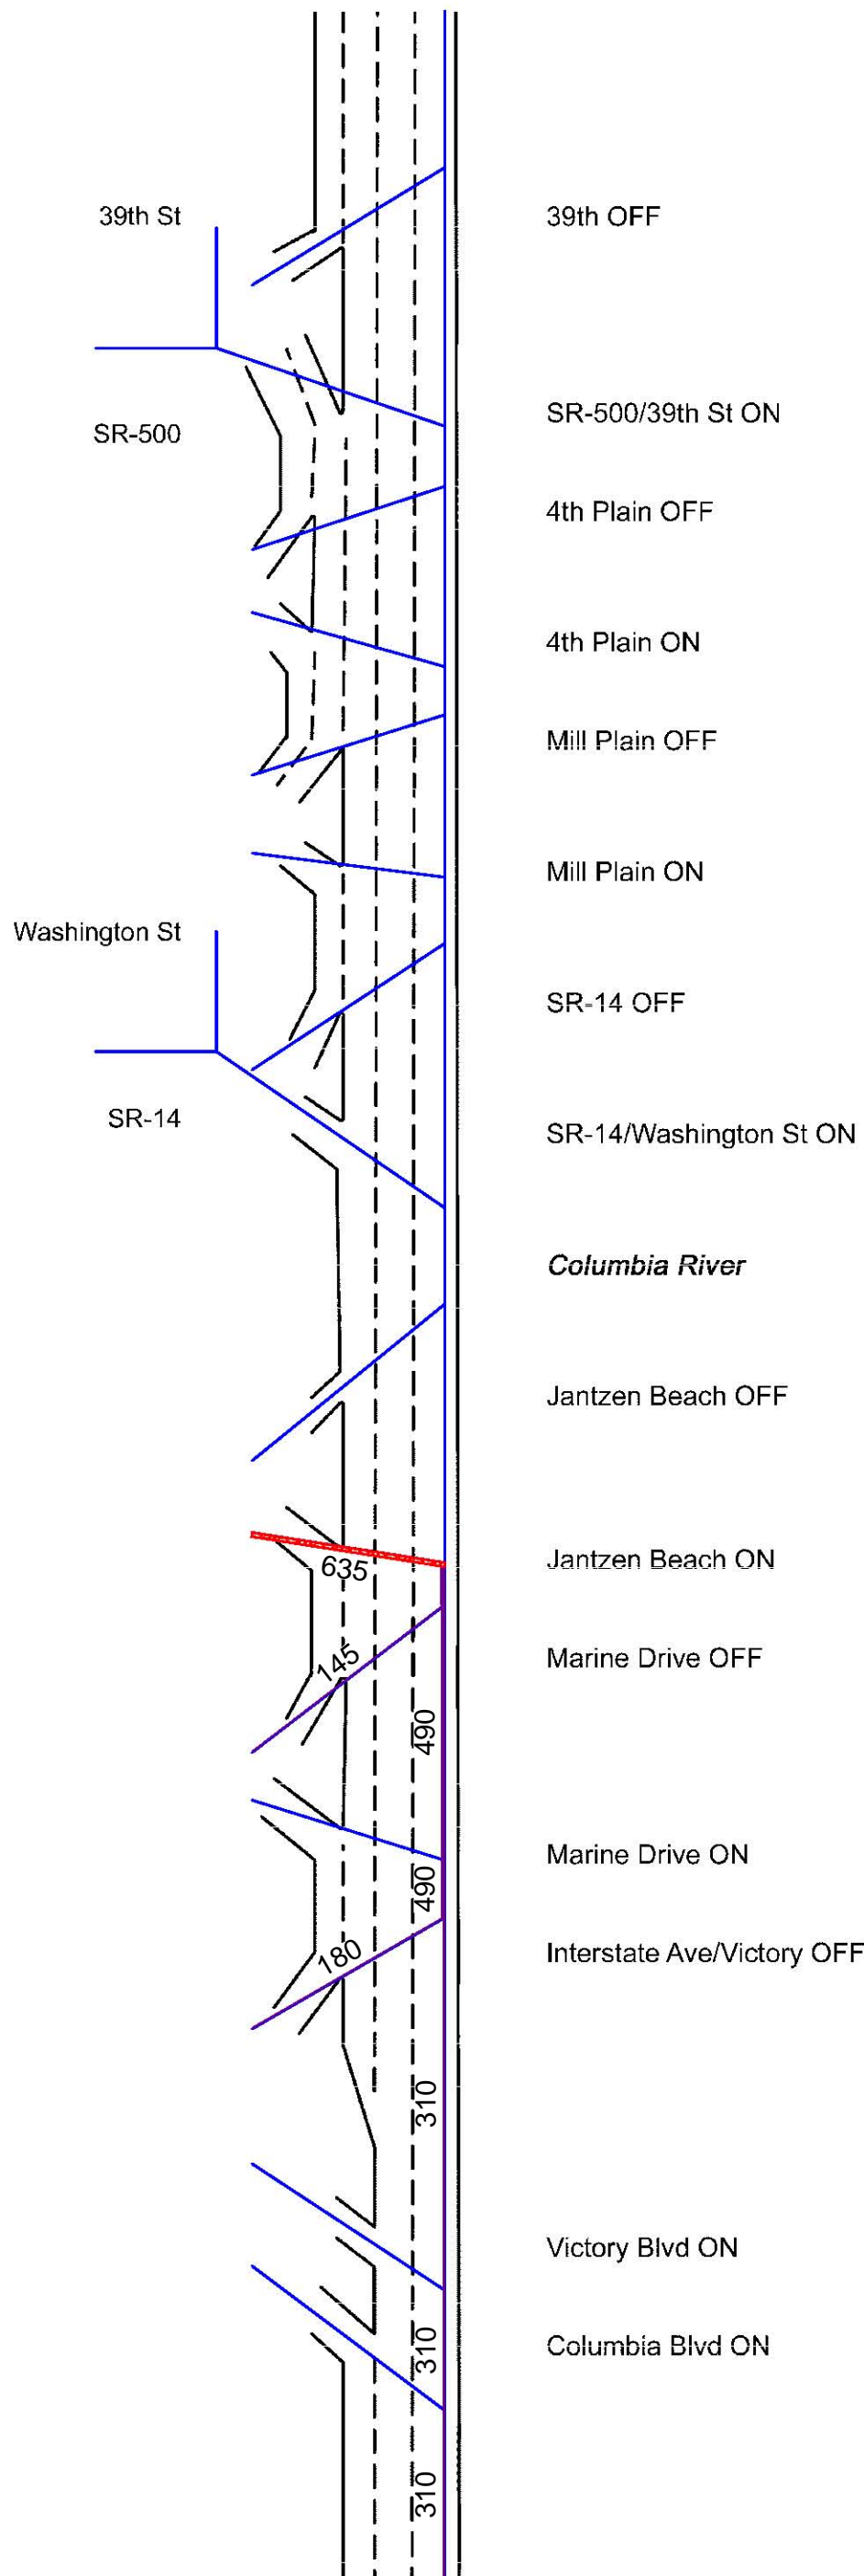 39th St
39th OFF
SR-500/39th St ON
SR-500
4th Plain OFF
4th Plain ON
Mill Plain OFF
Mill Plain ON
Washington St
SR-14 OFF
SR-14
SR-14/Washington St ON
Columbia River
Jantzen Beach OFF
Jantzen Beach ON
635
Marine Drive OFF
145
490
Marine Drive ON
490
Interstate Ave/Victory OFF
180
310
Victory Blvd ON
Columbia Blvd ON
310
310